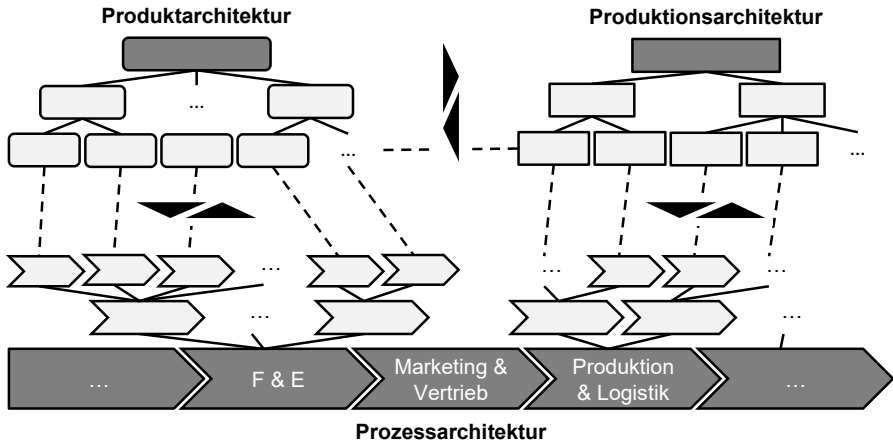 Produktarchitektur
Produktionsarchitektur
...
...
...
...
...
...
...
...
...
F & E
Marketing &
Vertrieb
Produktion
& Logistik
...
Prozessarchitektur